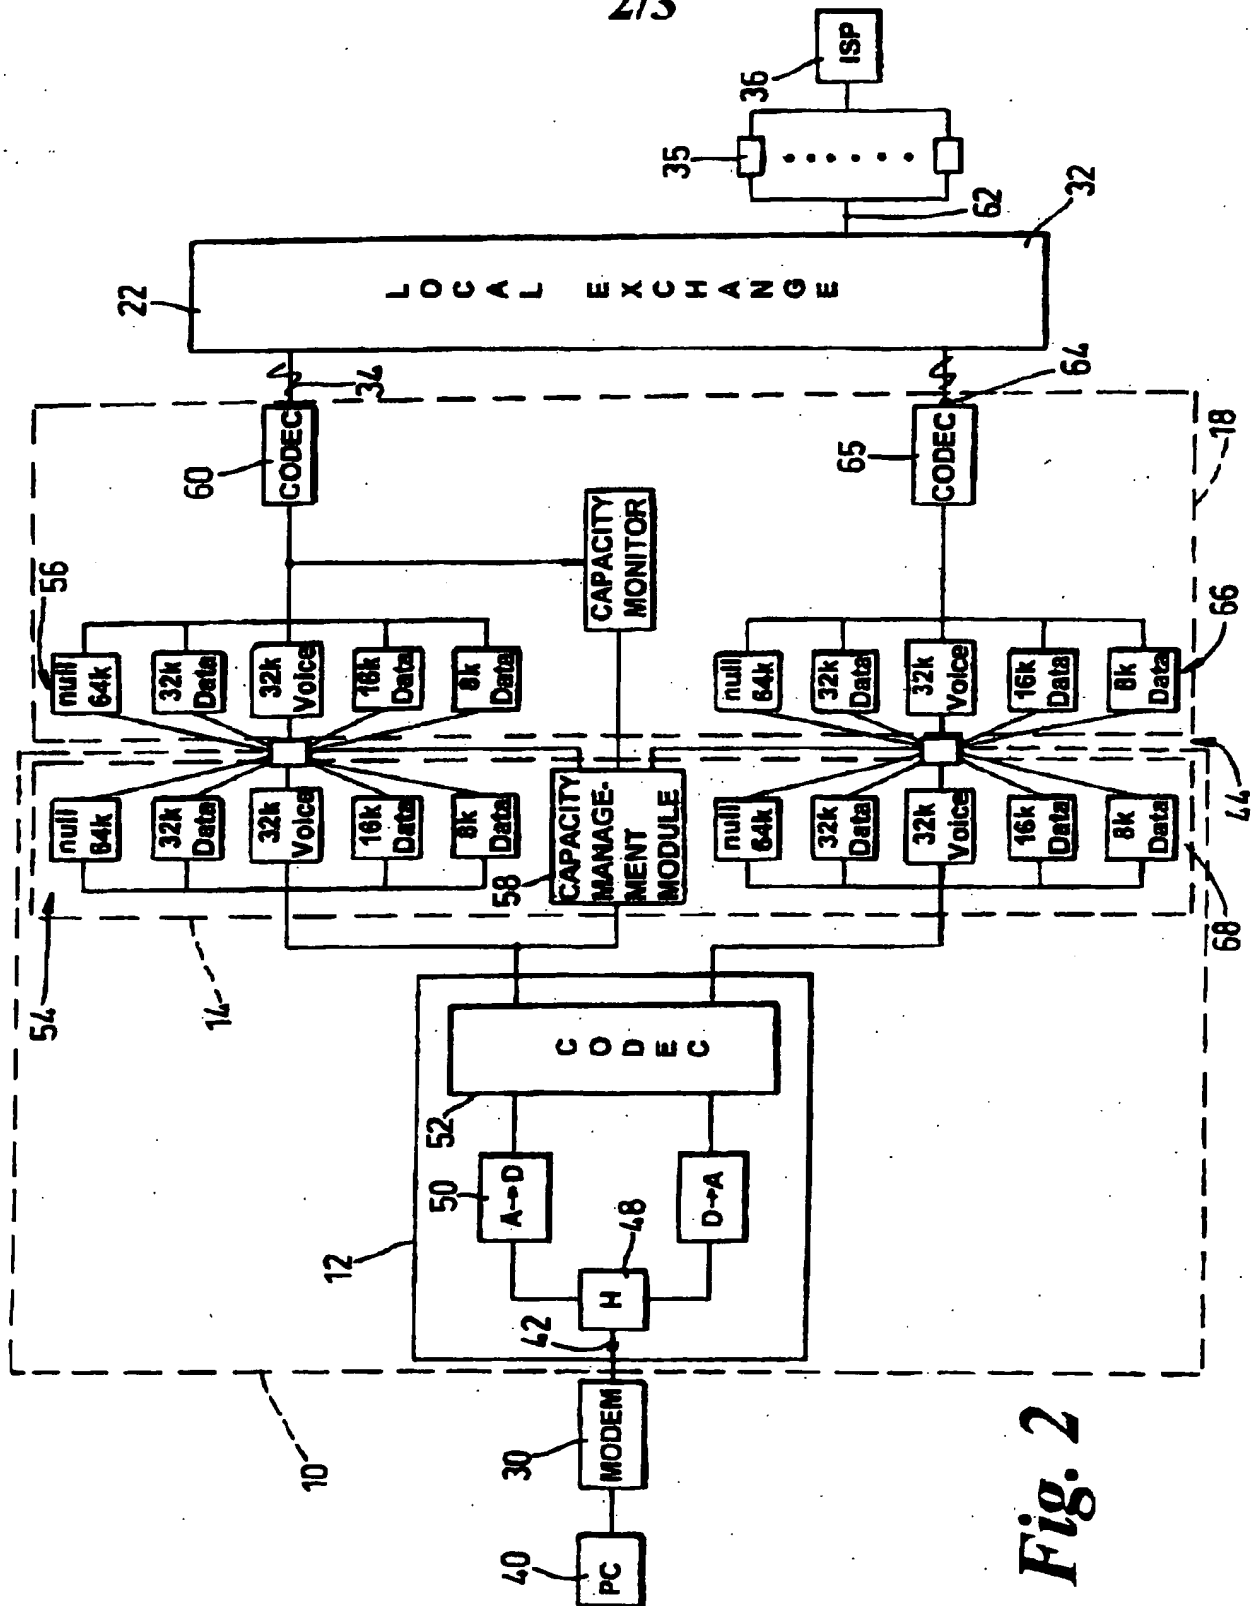 2/3
36
ISP
35
62
32
22
LOCAL EXCHANGE
34
64
60
CODEC
65
CODEC
18
CAPACITY MONITOR
56
null 64k
32k Data
32k Voice
16k Data
8k Data
null 64k
32k Data
32k Voice
16k Data
8k Data
66
44
54
null 64k
32k Data
32k Voice
16k Data
8k Data
58
CAPACITY MANAGE-MENT MODULE
null 64k
32k Data
32k Voice
16k Data
8k Data
68
14
CODEC
52
50
A→D
D→A
12
48
H
42
10
30
MODEM
40
PC
Fig. 2